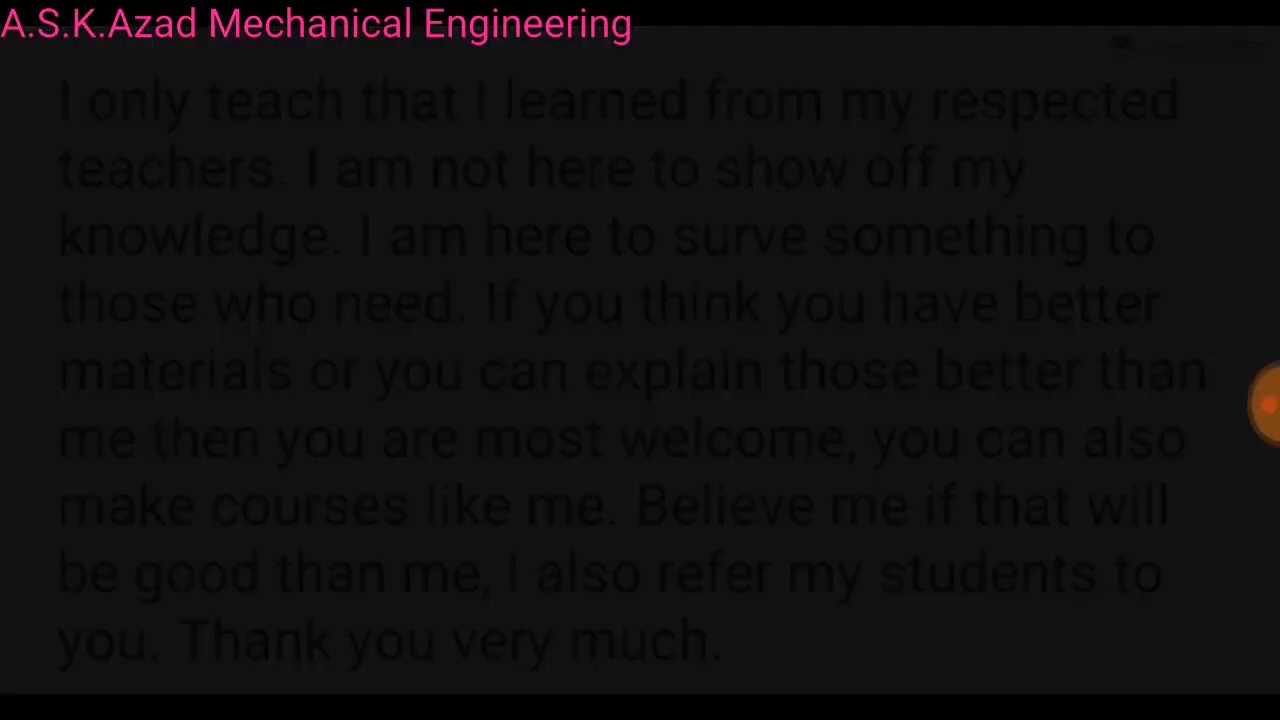 A.S.K.Azad Mechanical Engineering
I only teach that I learned from my respected
teachers. I am not here to show off my
knowledge. I am here to surve something to
those who need. If you think you have better
materials or you can explain those better than
me then you are most welcome, you can also
make courses like me. Believe me if that will
be good than me, I also refer my students to
you. Thank you very much.